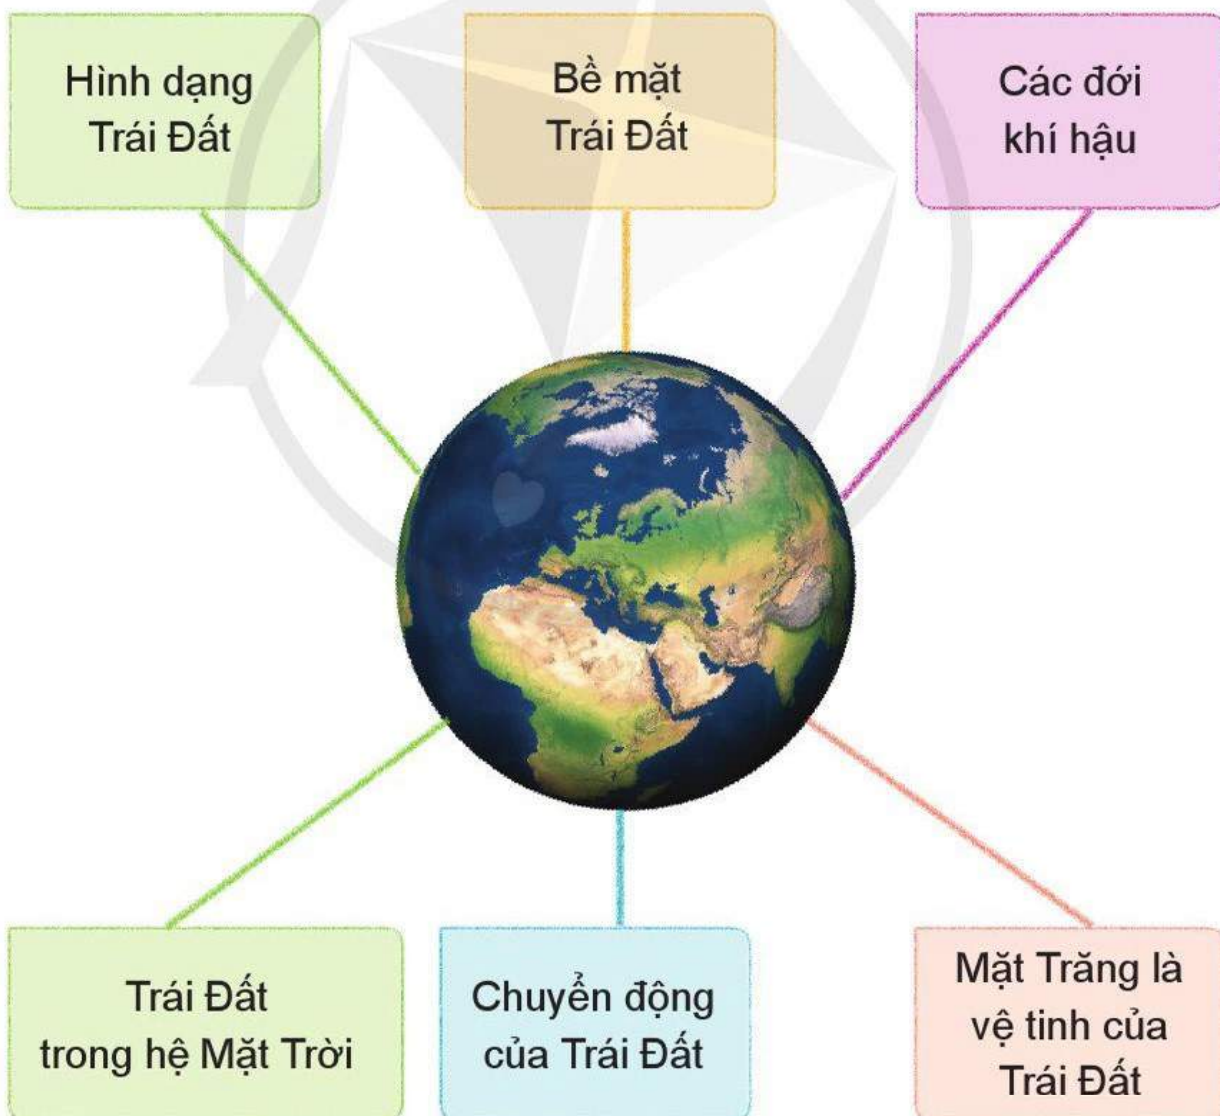 Hình dạng
Trái Đất
Bề mặt
Trái Đất
Các đới
khí hậu
Trái Đất
trong hệ Mặt Trời
Chuyển động
của Trái Đất
Mặt Trăng là
vệ tinh của
Trái Đất